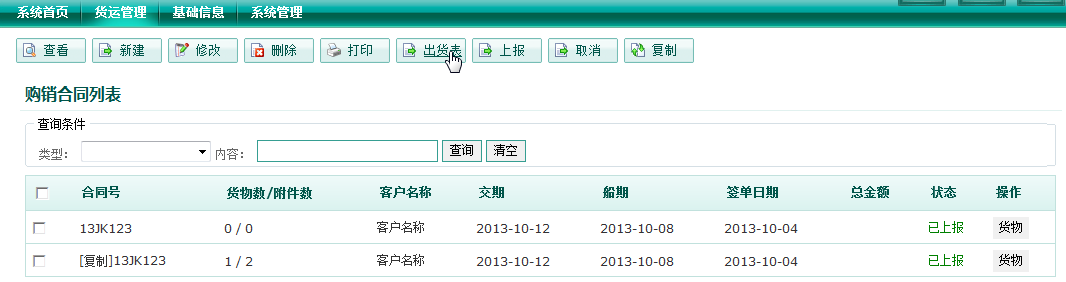 系统首页 货运管理 基础信息 系统管理
查看 新建 修改 删除 打印 出货表 上报 取消 复制
购销合同列表
查询条件
类型： 内容： 查询 清空
合同号 货物数/附件数 客户名称 交期 船期 签单日期 总金额 状态 操作
13JK123 0 / 0 客户名称 2013-10-12 2013-10-08 2013-10-04 已上报 货物
[复制]13JK123 1 / 2 客户名称 2013-10-12 2013-10-08 2013-10-04 已上报 货物